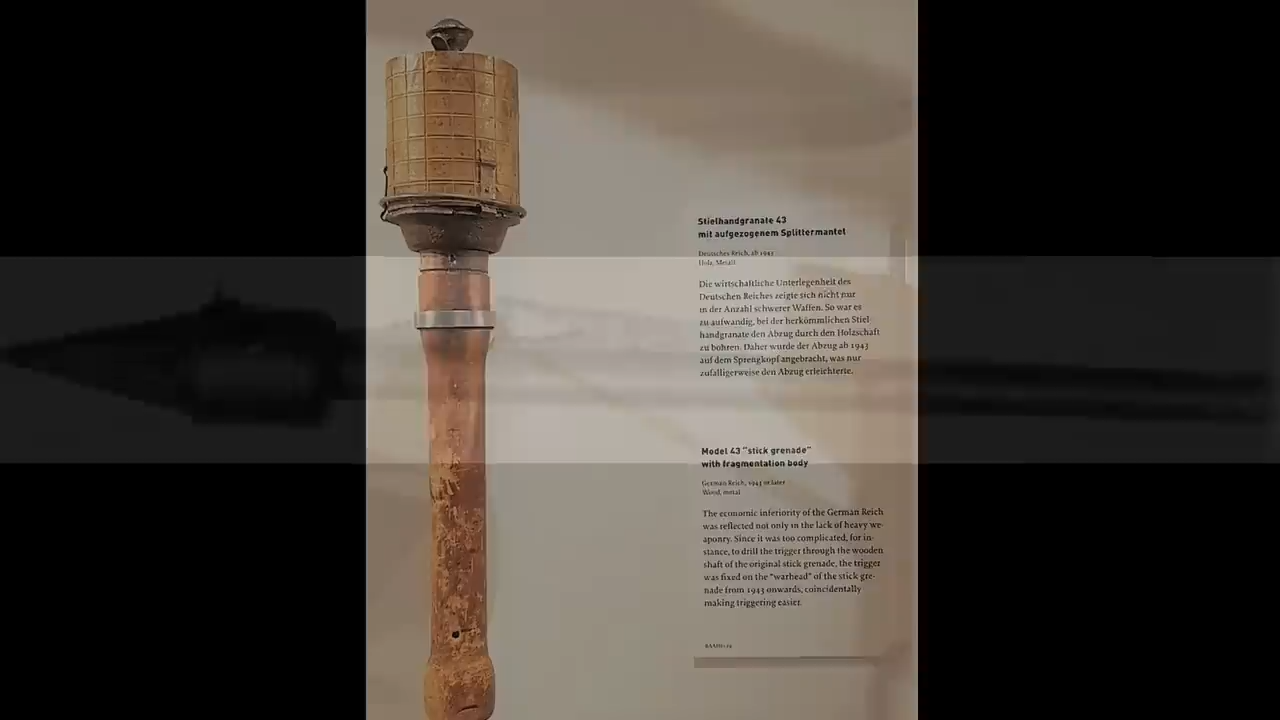 Stielhandgranate 43
mit aufgezogenem Splittermantel
Deutsches Reich, ab 1943
Holz, Metall
Die wirtschaftliche Unterlegenheit des
Deutschen Reiches zeigte sich nicht nur
in der Anzahl schwerer Waffen. So war es
zu aufwandig, bei der herkömmlichen Stiel-
handgranate den Abzug durch den Holzschaft
zu bohren. Daher wurde der Abzug ab 1943
auf dem Sprengkopf angebracht, was nur
zufälligerweise den Abzug erleichterte.
Model 43 "stick grenade"
with fragmentation body
German Reich, 1943 or later
Wood, metal
The economic inferiority of the German Reich
was reflected not only in the lack of heavy we-
aponry. Since it was too complicated, for in-
stance, to drill the trigger through the wooden
shaft of the original stick grenade, the trigger
was fixed on the "warhead" of the stick gre-
nade from 1943 onwards, coincidentally
making triggering easier.